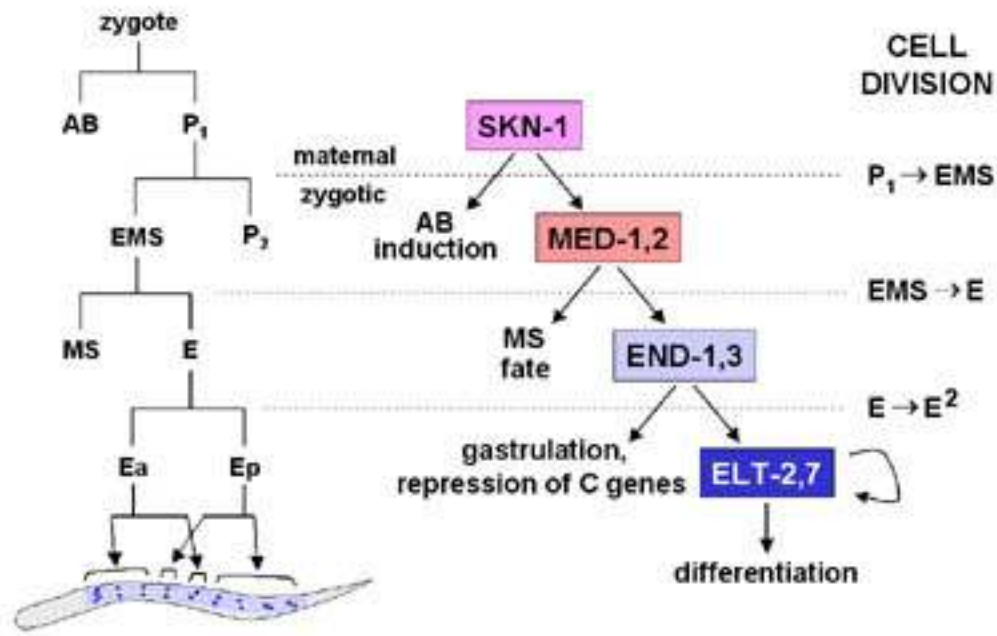 zygote
CELL
DIVISION
AB P₁
SKN-1
maternal
zygotic
P₁ → EMS
EMS P₂
AB
induction
MED-1,2
EMS → E
MS E
MS
fate
END-1,3
E → E²
Ea Ep
gastrulation,
repression of C genes
ELT-2,7
differentiation